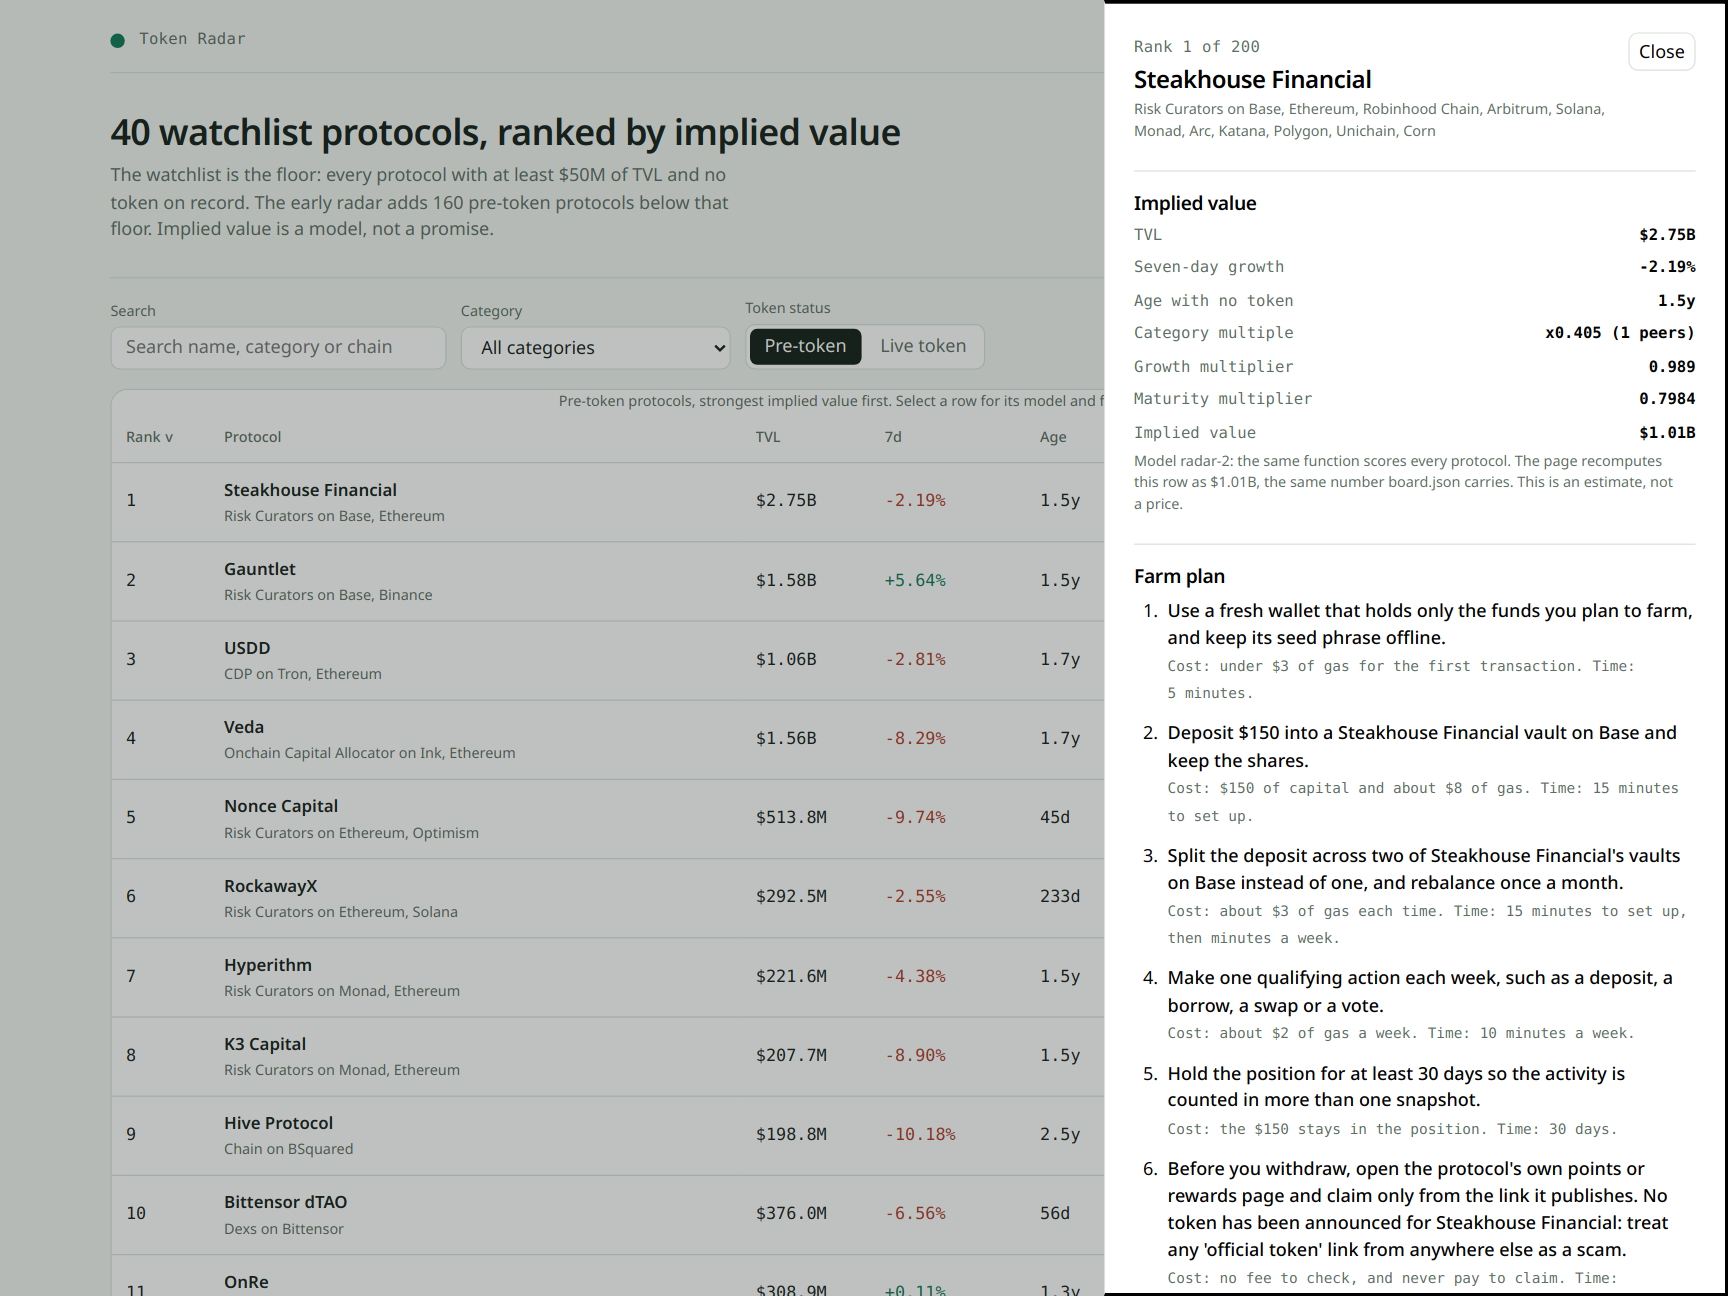 Token Radar
40 watchlist protocols, ranked by implied value
The watchlist is the floor: every protocol with at least $50M of TVL and no
token on record. The early radar adds 160 pre-token protocols below that
floor. Implied value is a model, not a promise.
Search
Category
Token status
Search name, category or chain
All categories
Pre-token
Live token
Pre-token protocols, strongest implied value first. Select a row for its model and f
Rank v Protocol TVL 7d Age
1 Steakhouse Financial $2.75B -2.19% 1.5y
Risk Curators on Base, Ethereum
2 Gauntlet $1.58B +5.64% 1.5y
Risk Curators on Base, Binance
3 USDD $1.06B -2.81% 1.7y
CDP on Tron, Ethereum
4 Veda $1.56B -8.29% 1.7y
Onchain Capital Allocator on Ink, Ethereum
5 Nonce Capital $513.8M -9.74% 45d
Risk Curators on Ethereum, Optimism
6 RockawayX $292.5M -2.55% 233d
Risk Curators on Ethereum, Solana
7 Hyperithm $221.6M -4.38% 1.5y
Risk Curators on Monad, Ethereum
8 K3 Capital $207.7M -8.90% 1.5y
Risk Curators on Monad, Ethereum
9 Hive Protocol $198.8M -10.18% 2.5y
Chain on BSquared
10 Bittensor dTAO $376.0M -6.56% 56d
Dexs on Bittensor
11 OnRe $308.9M +0.11% 1.3y
Rank 1 of 200
Close
Steakhouse Financial
Risk Curators on Base, Ethereum, Robinhood Chain, Arbitrum, Solana,
Monad, Arc, Katana, Polygon, Unichain, Corn
Implied value
TVL $2.75B
Seven-day growth -2.19%
Age with no token 1.5y
Category multiple x0.405 (1 peers)
Growth multiplier 0.989
Maturity multiplier 0.7984
Implied value $1.01B
Model radar-2: the same function scores every protocol. The page recomputes
this row as $1.01B, the same number board.json carries. This is an estimate, not
a price.
Farm plan
1. Use a fresh wallet that holds only the funds you plan to farm,
and keep its seed phrase offline.
Cost: under $3 of gas for the first transaction. Time:
5 minutes.
2. Deposit $150 into a Steakhouse Financial vault on Base and
keep the shares.
Cost: $150 of capital and about $8 of gas. Time: 15 minutes
to set up.
3. Split the deposit across two of Steakhouse Financial's vaults
on Base instead of one, and rebalance once a month.
Cost: about $3 of gas each time. Time: 15 minutes to set up,
then minutes a week.
4. Make one qualifying action each week, such as a deposit, a
borrow, a swap or a vote.
Cost: about $2 of gas a week. Time: 10 minutes a week.
5. Hold the position for at least 30 days so the activity is
counted in more than one snapshot.
Cost: the $150 stays in the position. Time: 30 days.
6. Before you withdraw, open the protocol's own points or
rewards page and claim only from the link it publishes. No
token has been announced for Steakhouse Financial: treat
any 'official token' link from anywhere else as a scam.
Cost: no fee to check, and never pay to claim. Time: